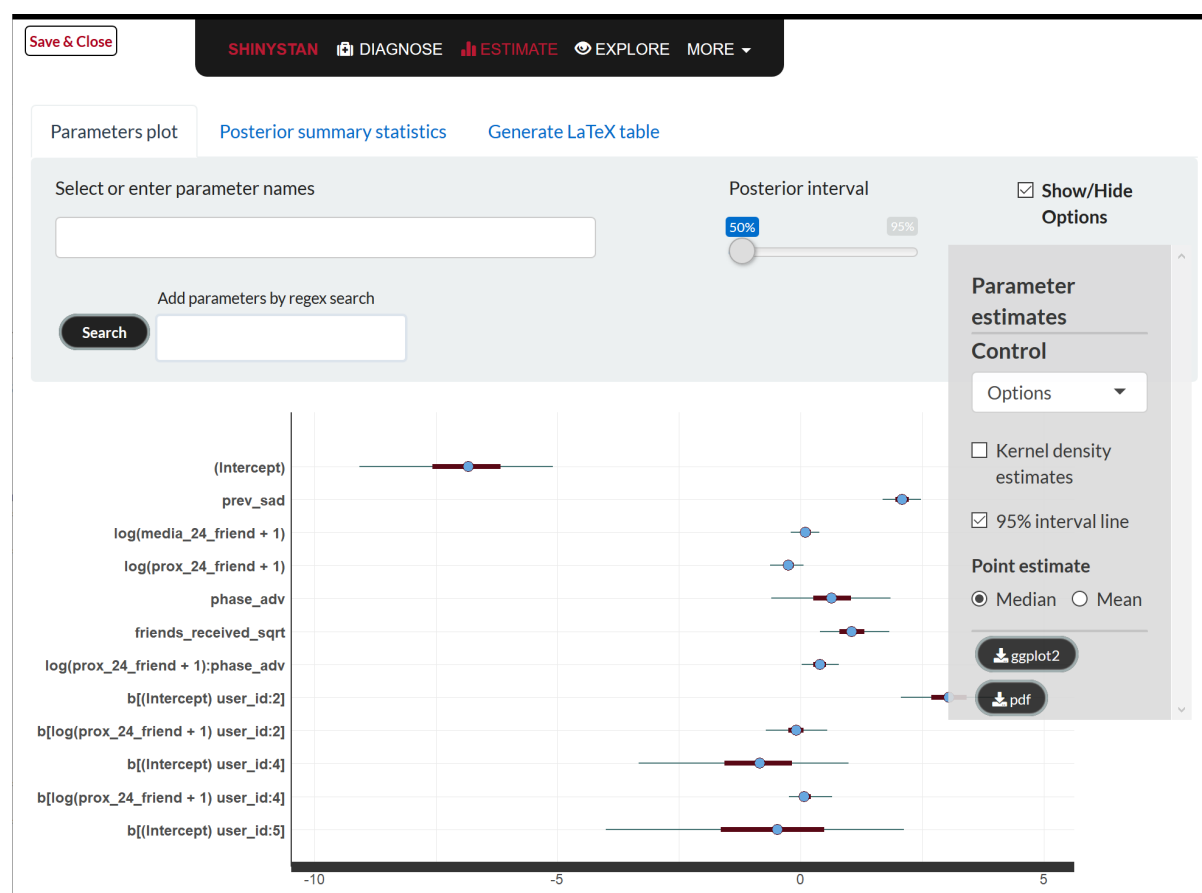 Save & Close
SHINYSTAN DIAGNOSE ESTIMATE EXPLORE MORE
Parameters plot Posterior summary statistics Generate LaTeX table
Select or enter parameter names
Posterior interval
50% 95%
Show/Hide
Options
Add parameters by regex search
Search
Parameter
estimates
Control
Options
Kernel density
estimates
95% interval line
Point estimate
Median Mean
ggplot2
pdf
(Intercept)
prev_sad
log(media_24_friend + 1)
log(prox_24_friend + 1)
phase_adv
friends_received_sqrt
log(prox_24_friend + 1):phase_adv
b[(Intercept) user_id:2]
b[log(prox_24_friend + 1) user_id:2]
b[(Intercept) user_id:4]
b[log(prox_24_friend + 1) user_id:4]
b[(Intercept) user_id:5]
-10 -5 0 5